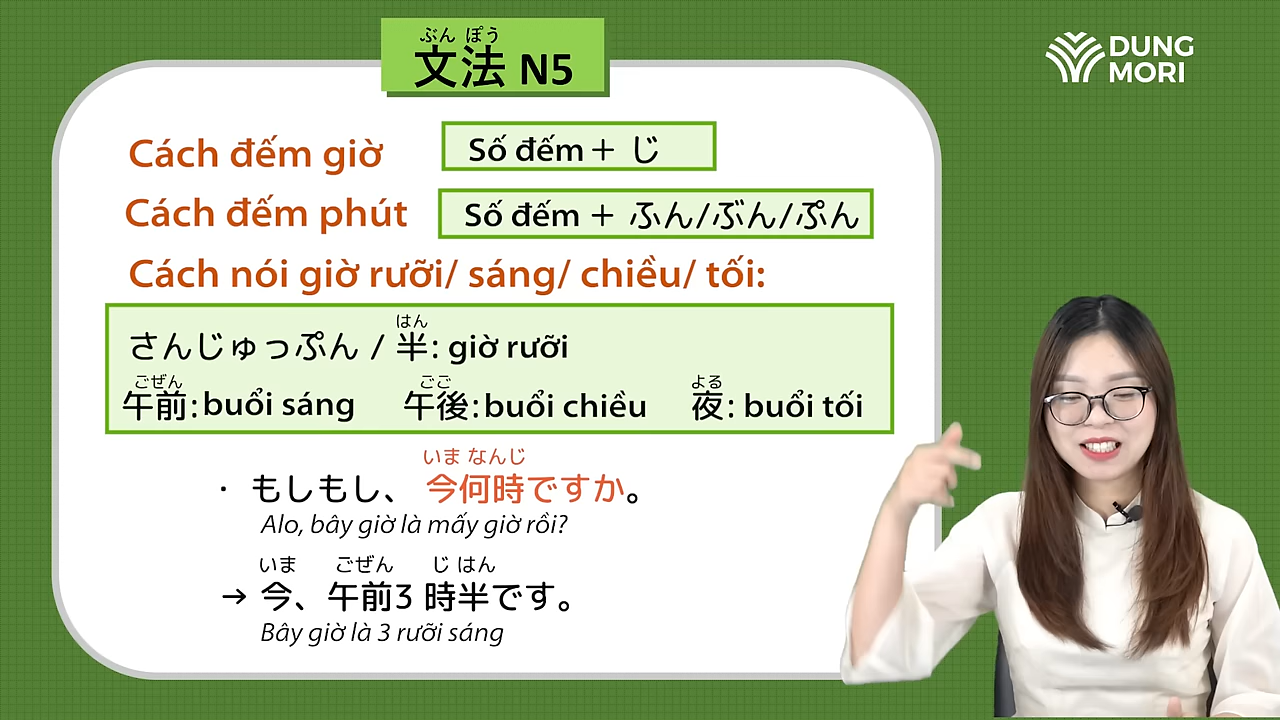 ぶん ぽう
文法 N5
DUNG
MORI
Cách đếm giờ
Số đếm + じ
Cách đếm phút
Số đếm + ふん/ぶん/ぷん
Cách nói giờ rưỡi/ sáng/ chiều/ tối:
はん
さんじゅっぷん / 半: giờ rưỡi
ごぜん ごご よる
午前: buổi sáng 午後: buổi chiều 夜: buổi tối
いま なんじ
· もしもし、 今何時ですか。
Alo, bây giờ là mấy giờ rồi?
いま ごぜん じ はん
→ 今、午前3 時半です。
Bây giờ là 3 rưỡi sáng